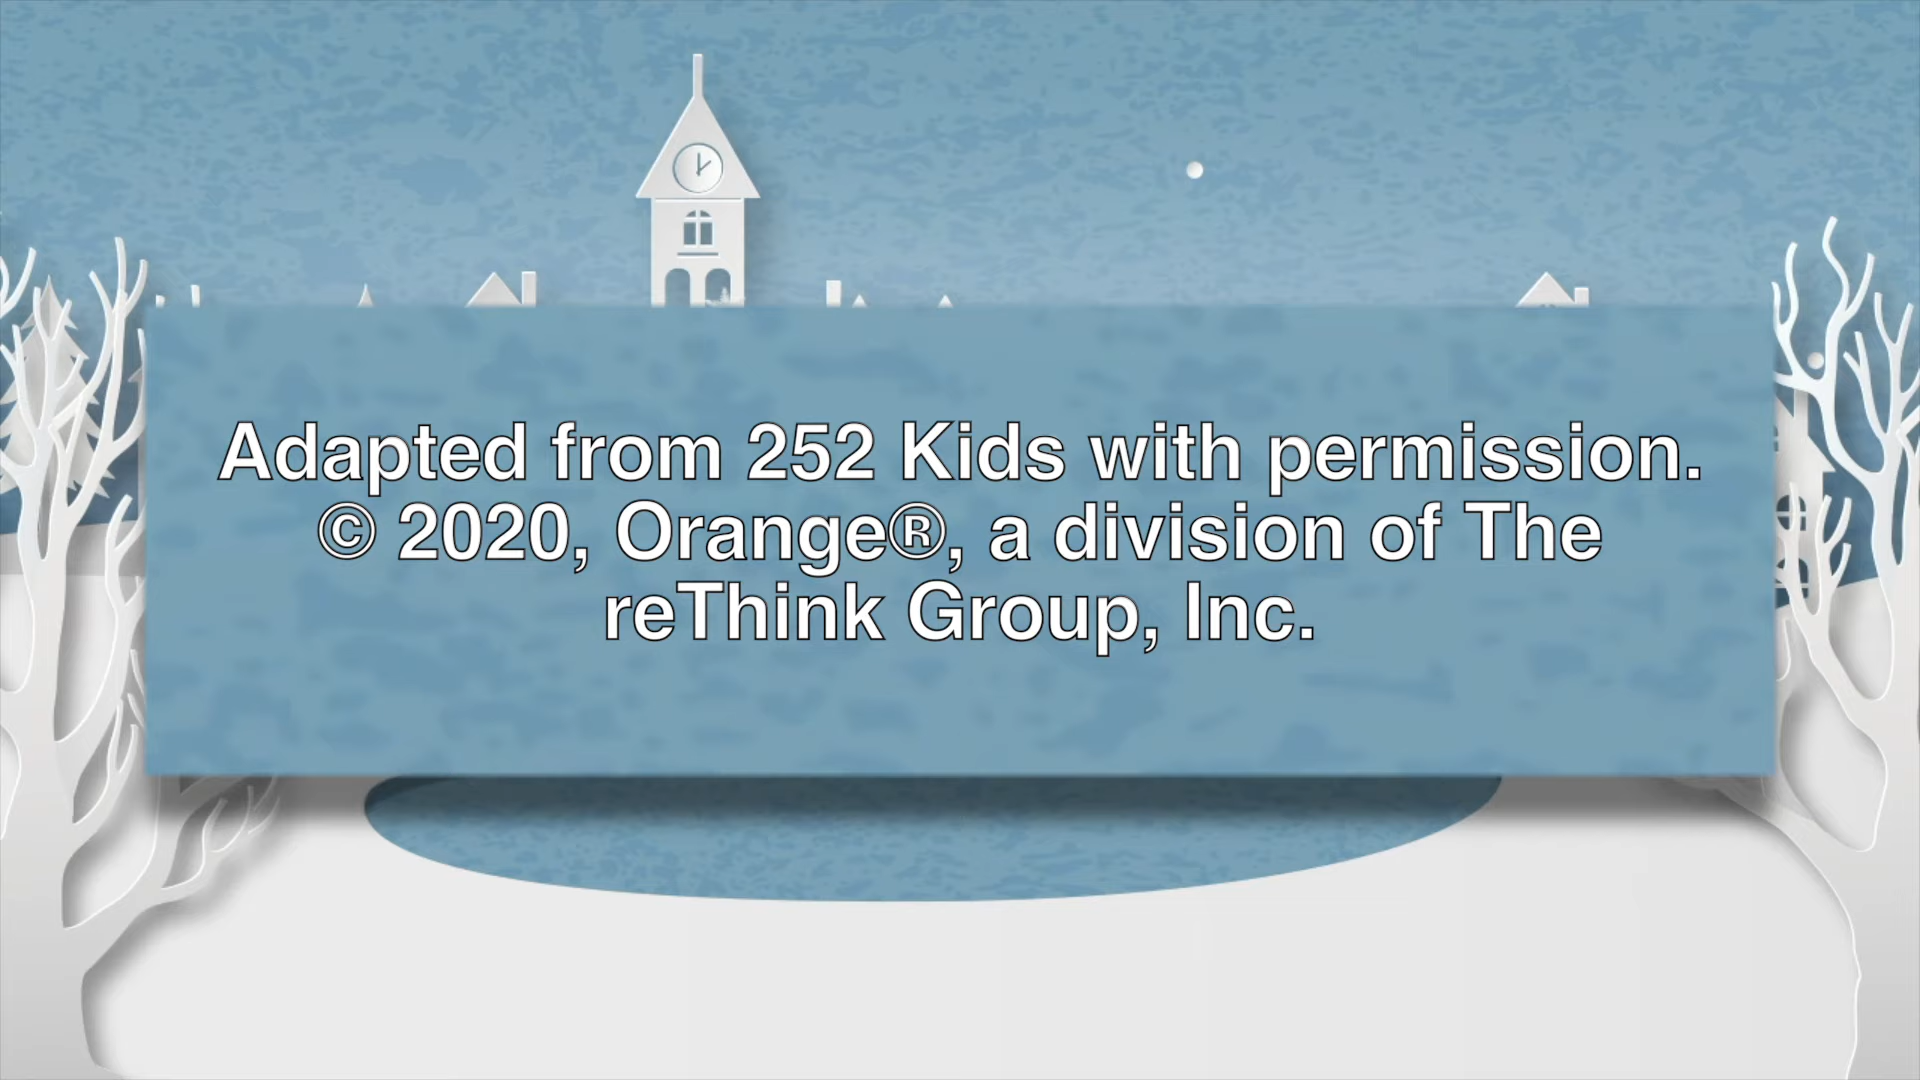 Adapted from 252 Kids with permission.
© 2020, Orange®, a division of The
reThink Group, Inc.